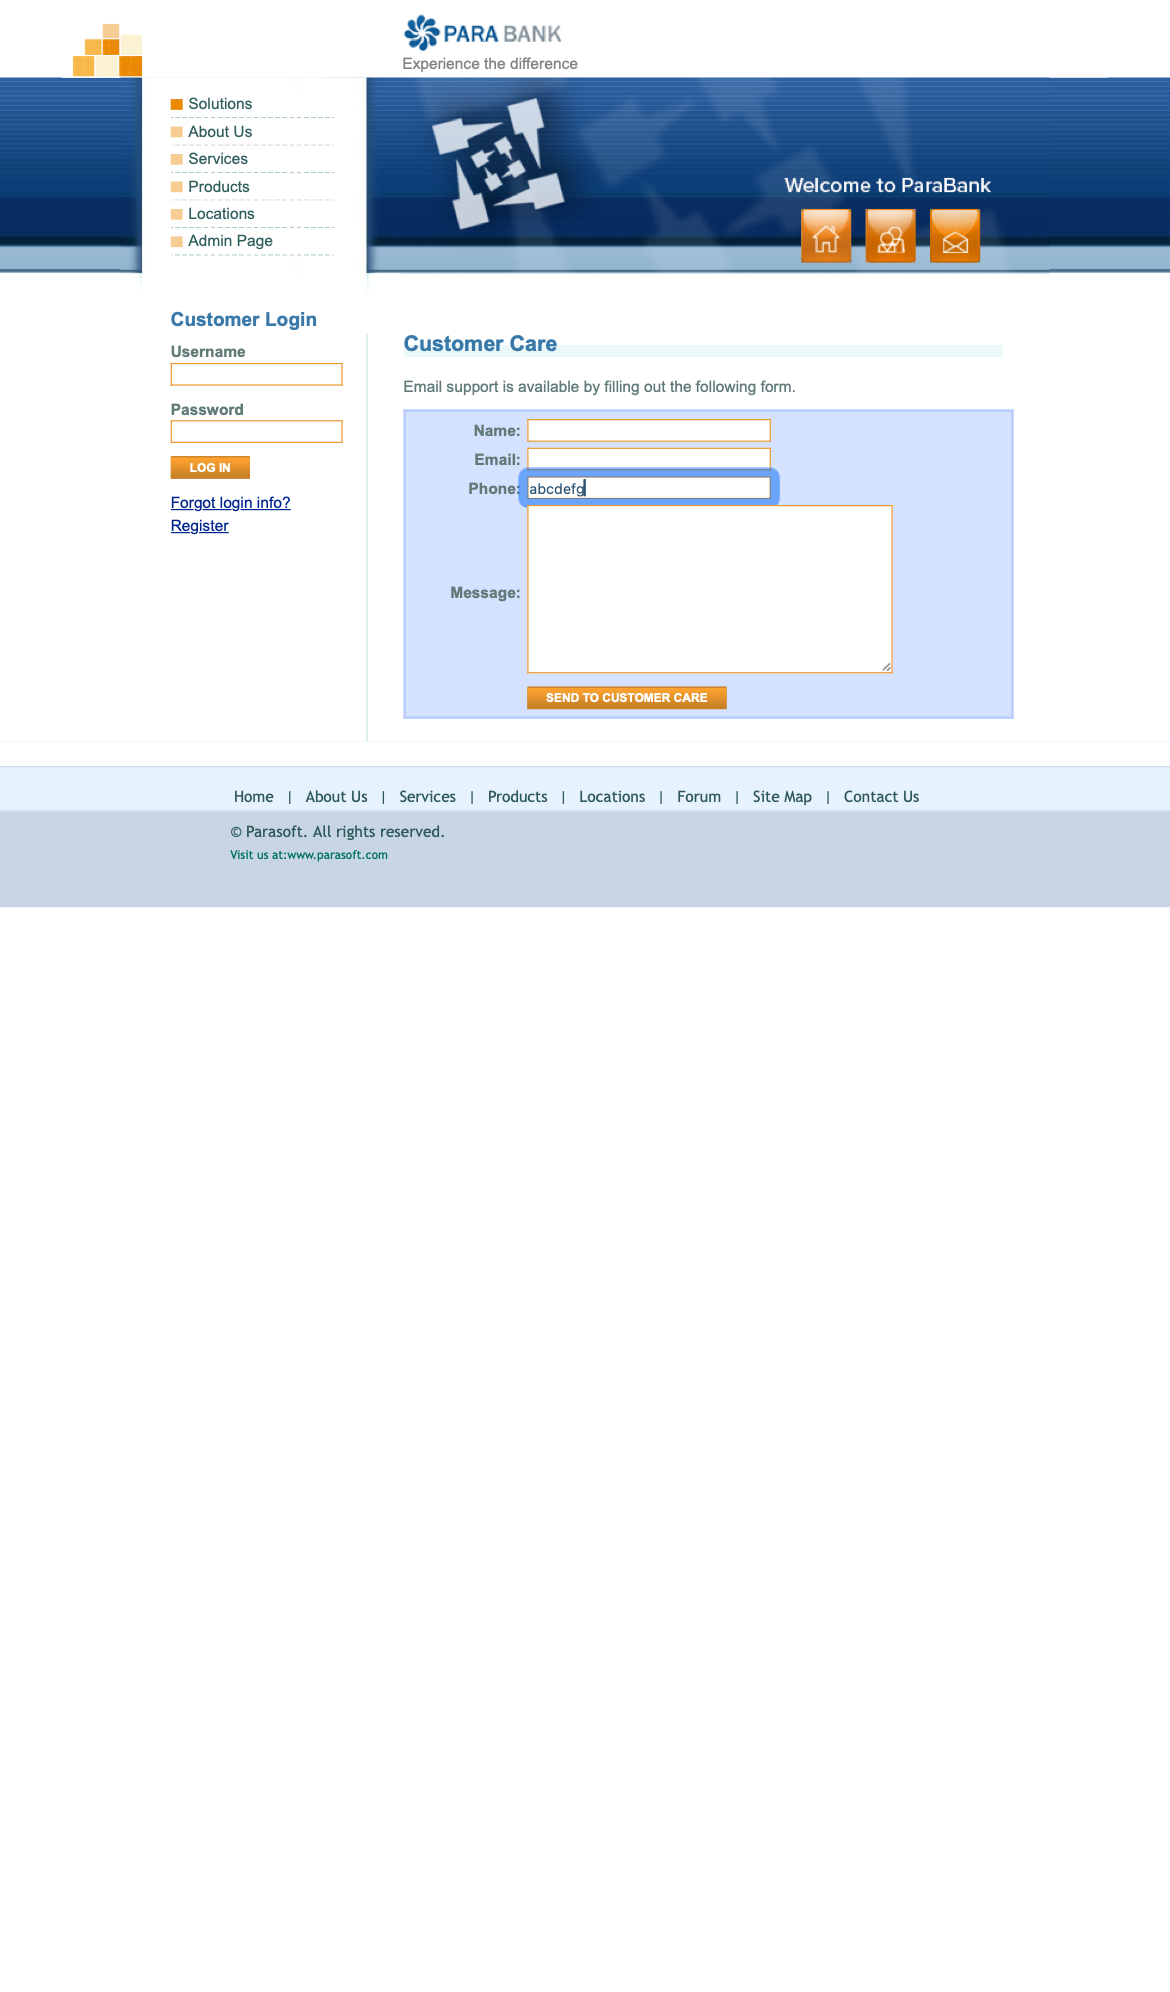 PARA BANK
Experience the difference
Solutions
About Us
Services
Products
Locations
Admin Page
Welcome to ParaBank
Customer Login
Username
Password
LOG IN
Forgot login info?
Register
Customer Care
Email support is available by filling out the following form.
Name:
Email:
Phone: abcdefg
Message:
SEND TO CUSTOMER CARE
Home | About Us | Services | Products | Locations | Forum | Site Map | Contact Us
© Parasoft. All rights reserved.
Visit us at:www.parasoft.com